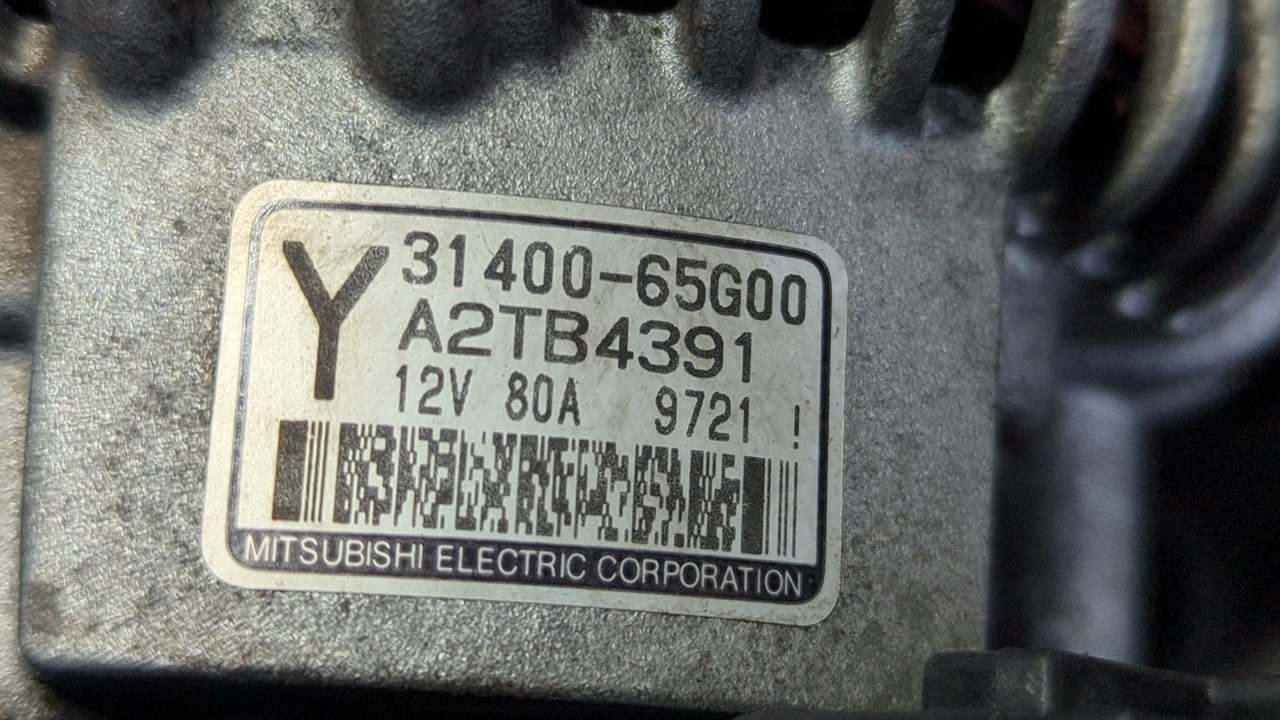 Y 31400-65G00
A2TB4391
12V 80A 9721 !
MITSUBISHI ELECTRIC CORPORATION